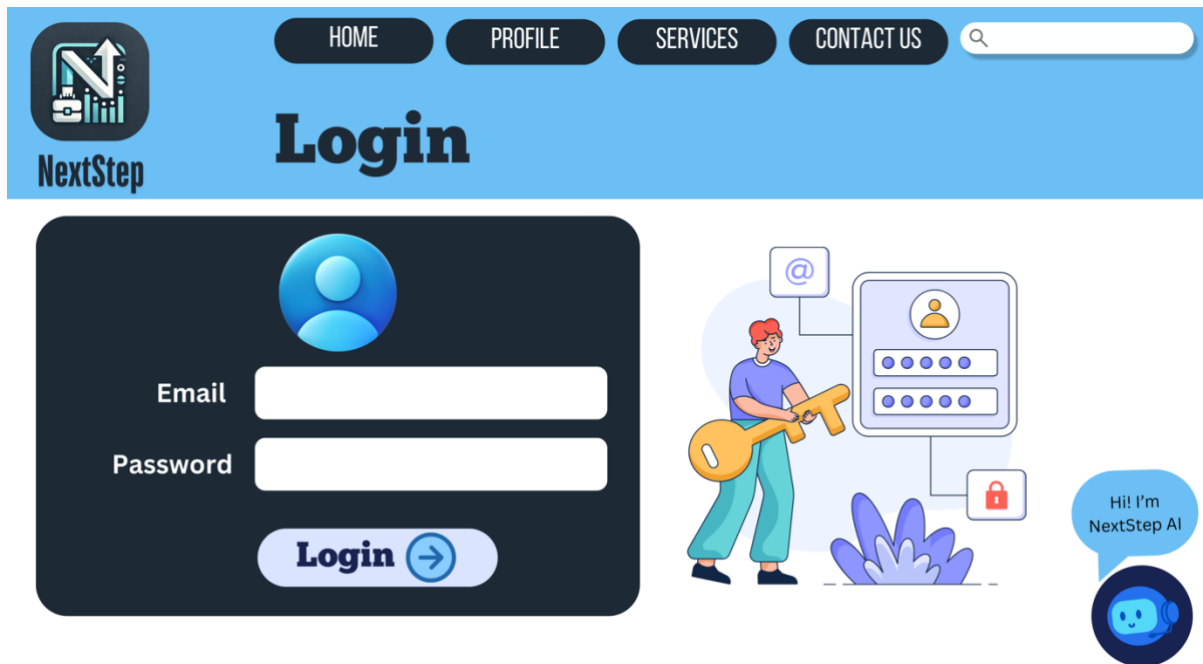 HOME
PROFILE
SERVICES
CONTACT US
NextStep
Login
Email
Password
Login
@
Hi! I'm
NextStep AI